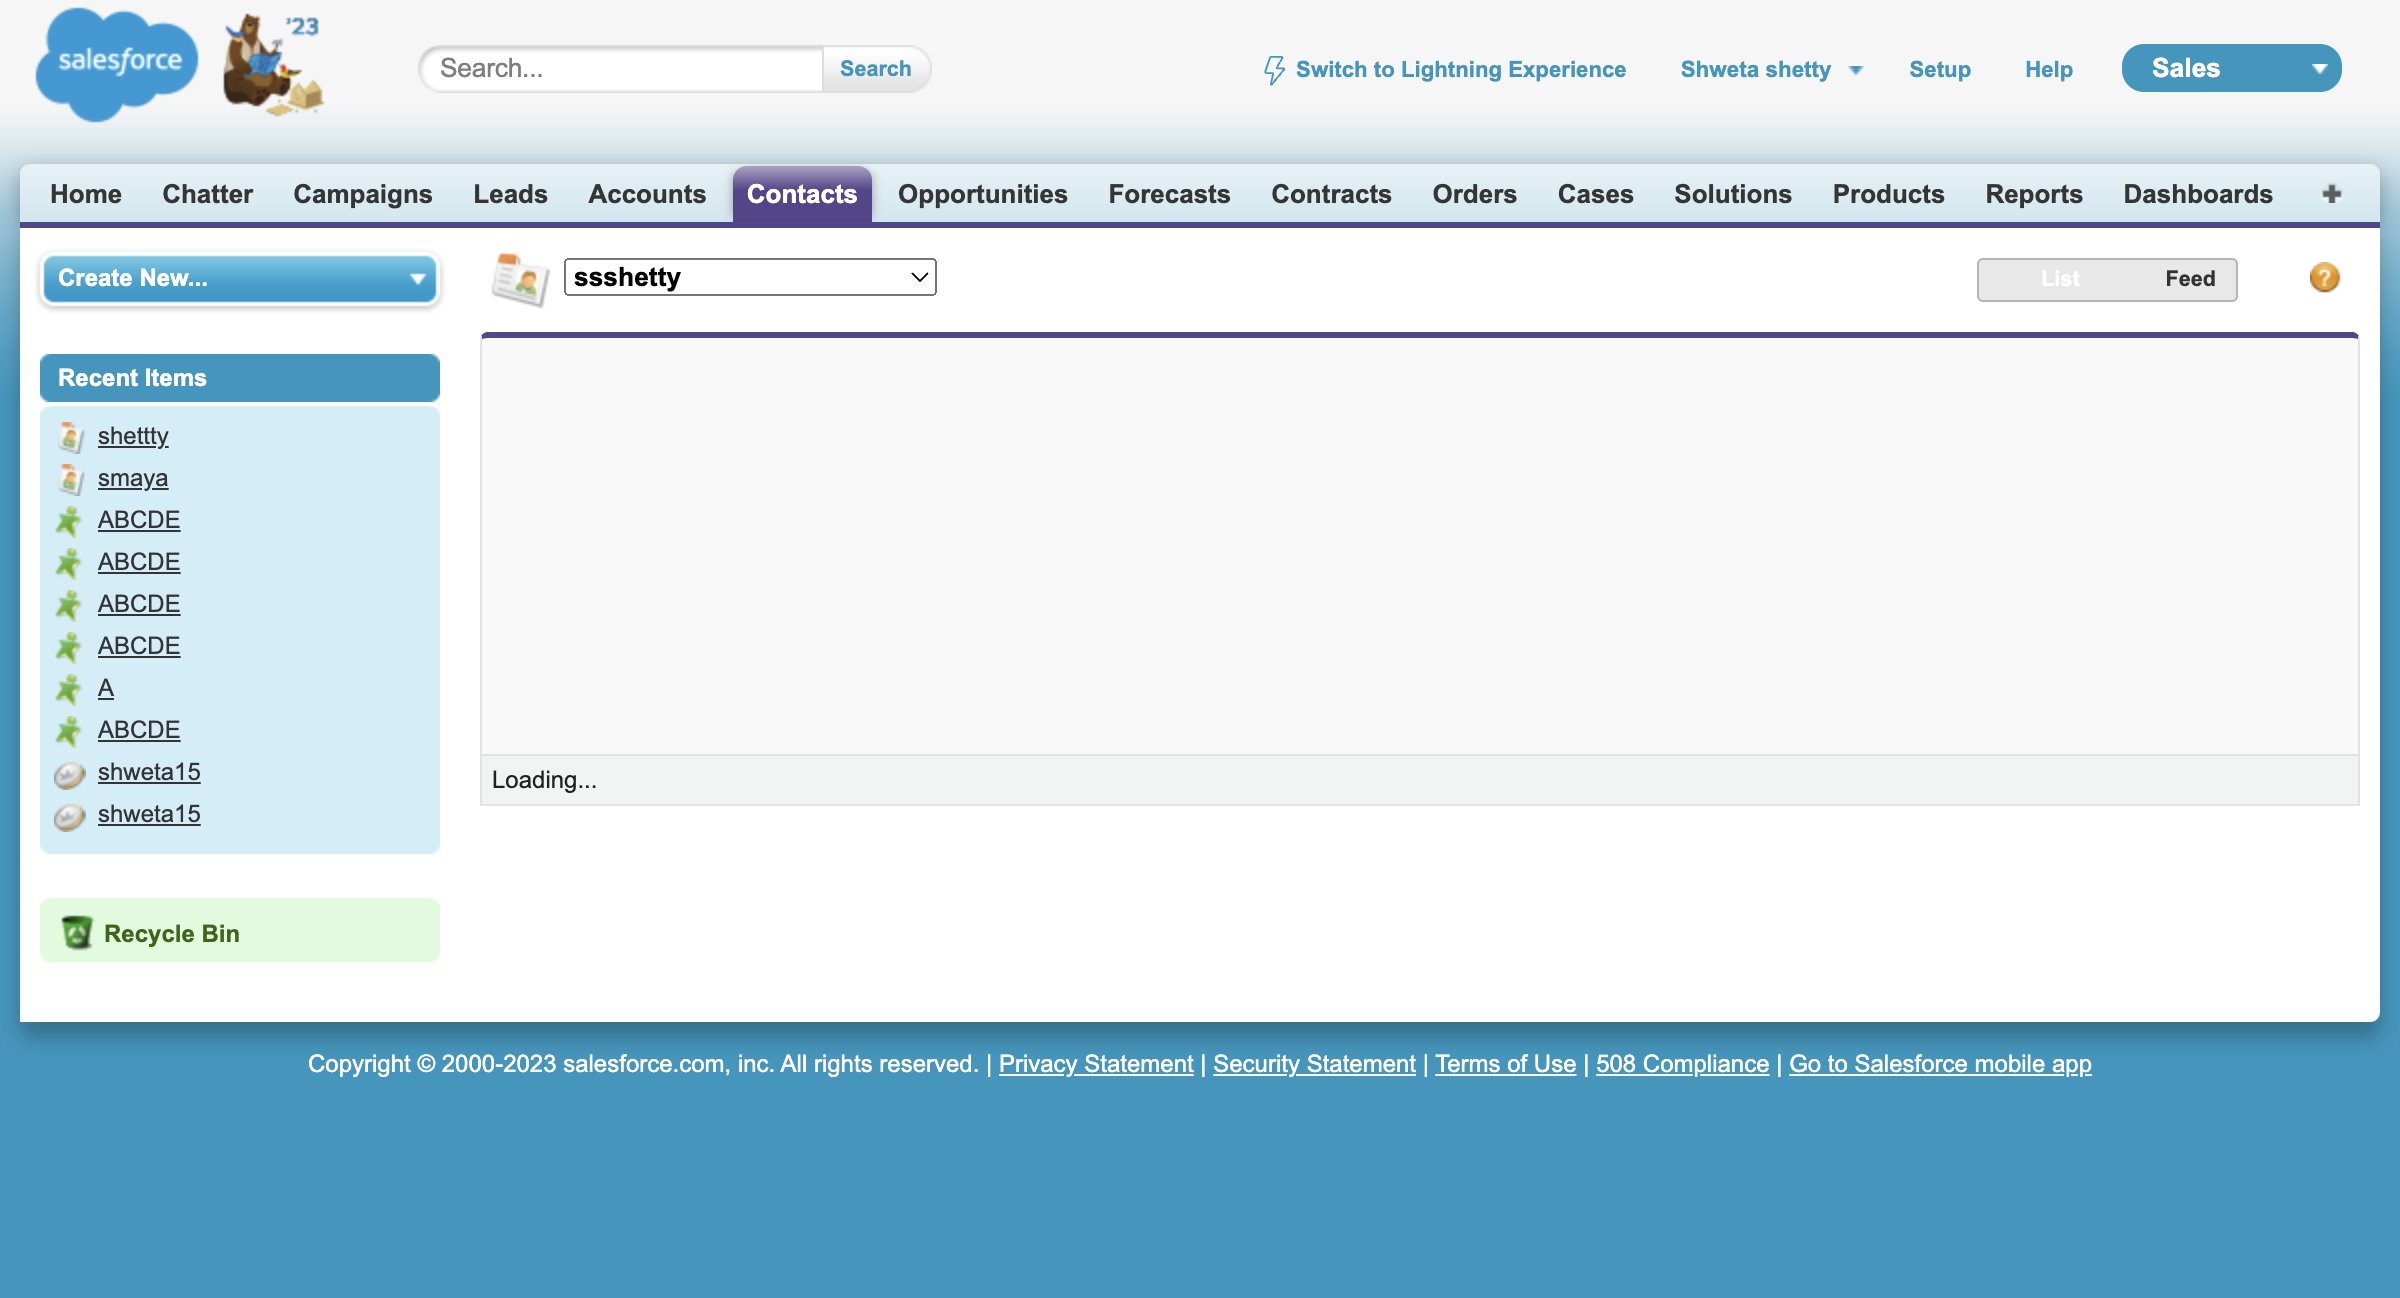 salesforce
'23
Search...
Search
Switch to Lightning Experience
Shweta shetty
Setup
Help
Sales
Home
Chatter
Campaigns
Leads
Accounts
Contacts
Opportunities
Forecasts
Contracts
Orders
Cases
Solutions
Products
Reports
Dashboards
Create New...
ssshetty
List
Feed
?
Recent Items
shettty
smaya
ABCDE
ABCDE
ABCDE
ABCDE
A
ABCDE
shweta15
shweta15
Loading...
Recycle Bin
Copyright © 2000-2023 salesforce.com, inc. All rights reserved. | Privacy Statement | Security Statement | Terms of Use | 508 Compliance | Go to Salesforce mobile app